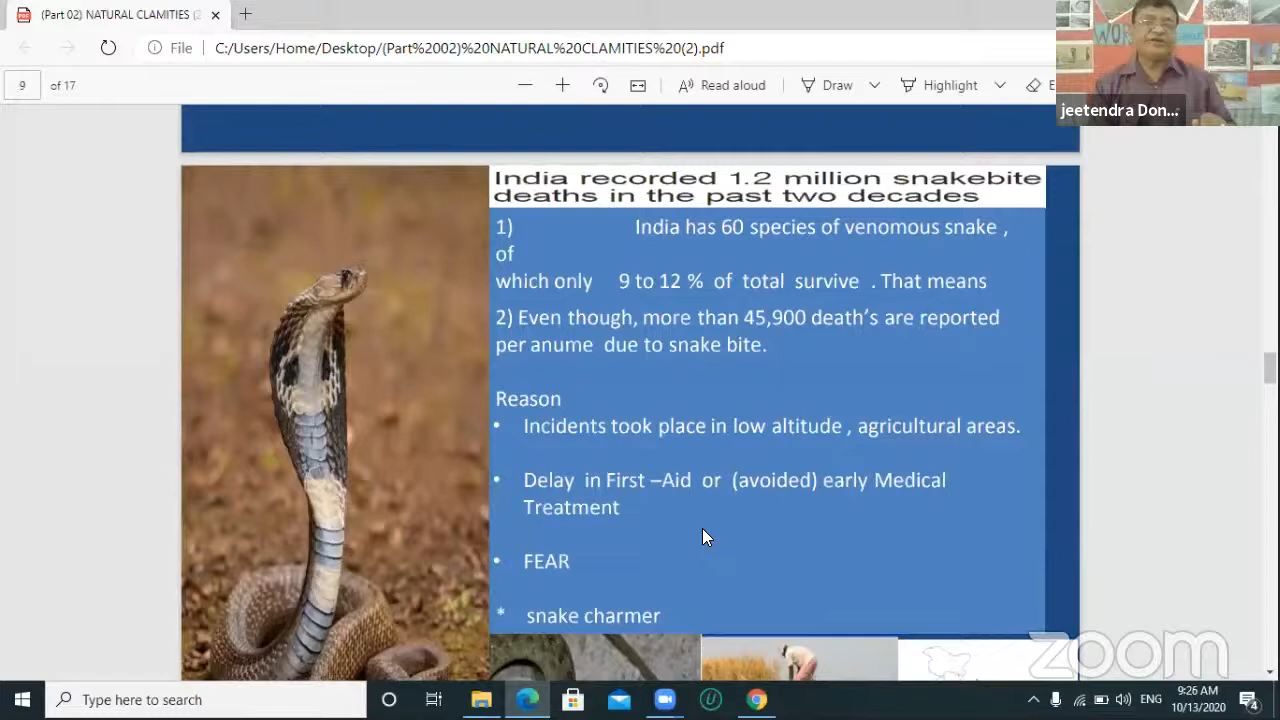 (Part 02) NATURAL CLAMITIES (2
File
C:/Users/Home/Desktop/(Part%2002)%20NATURAL%20CLAMITIES%20(2).pdf
9
of 17
Read aloud
Draw
Highlight
jeetendra Don...
India recorded 1.2 million snakebite
deaths in the past two decades
1) India has 60 species of venomous snake ,
of
which only 9 to 12 % of total survive . That means
2) Even though, more than 45,900 death's are reported
per anume due to snake bite.
Reason
• Incidents took place in low altitude , agricultural areas.
• Delay in First –Aid or (avoided) early Medical
Treatment
• FEAR
* snake charmer
zoom
Type here to search
ENG
9:26 AM
10/13/2020
4